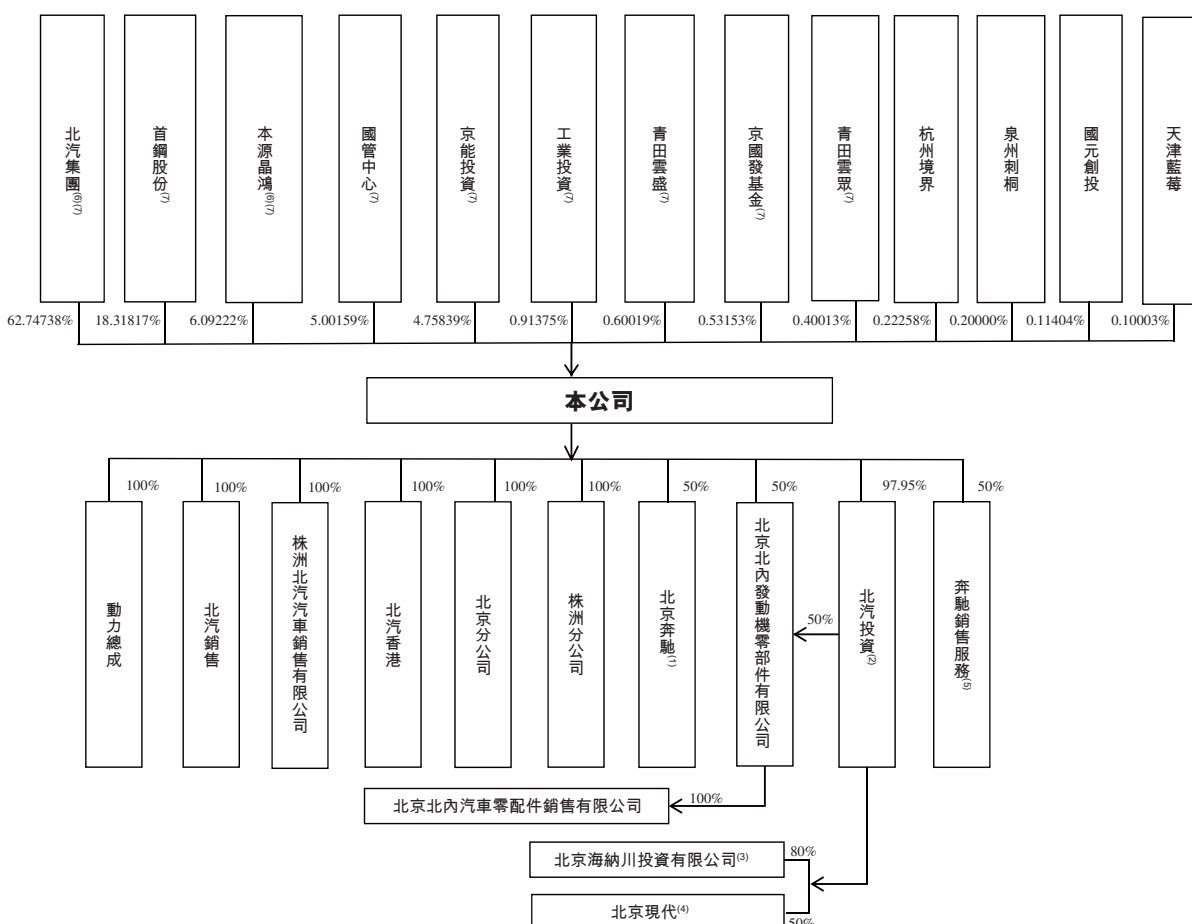 北汽集團(6)(7)
首鋼股份(7)
本源晶鴻(6)(7)
國管中心(7)
京能投資(7)
工業投資(7)
青田雲盛(7)
京國發基金(7)
青田雲眾(7)
杭州境界
泉州刺桐
國元創投
天津藍莓
62.74738%
18.31817%
6.09222%
5.00159%
4.75839%
0.91375%
0.60019%
0.53153%
0.40013%
0.22258%
0.20000%
0.11404%
0.10003%
本公司
100%
100%
100%
100%
100%
100%
50%
50%
97.95%
50%
動力總成
北汽銷售
株洲北汽汽車銷售有限公司
北汽香港
北京分公司
株洲分公司
北京奔馳(1)
北京北內發動機零部件有限公司
50%
北汽投資(2)
奔馳銷售服務(5)
北京北內汽車零配件銷售有限公司
100%
北京海納川投資有限公司(3)
80%
北京現代(4)
50%